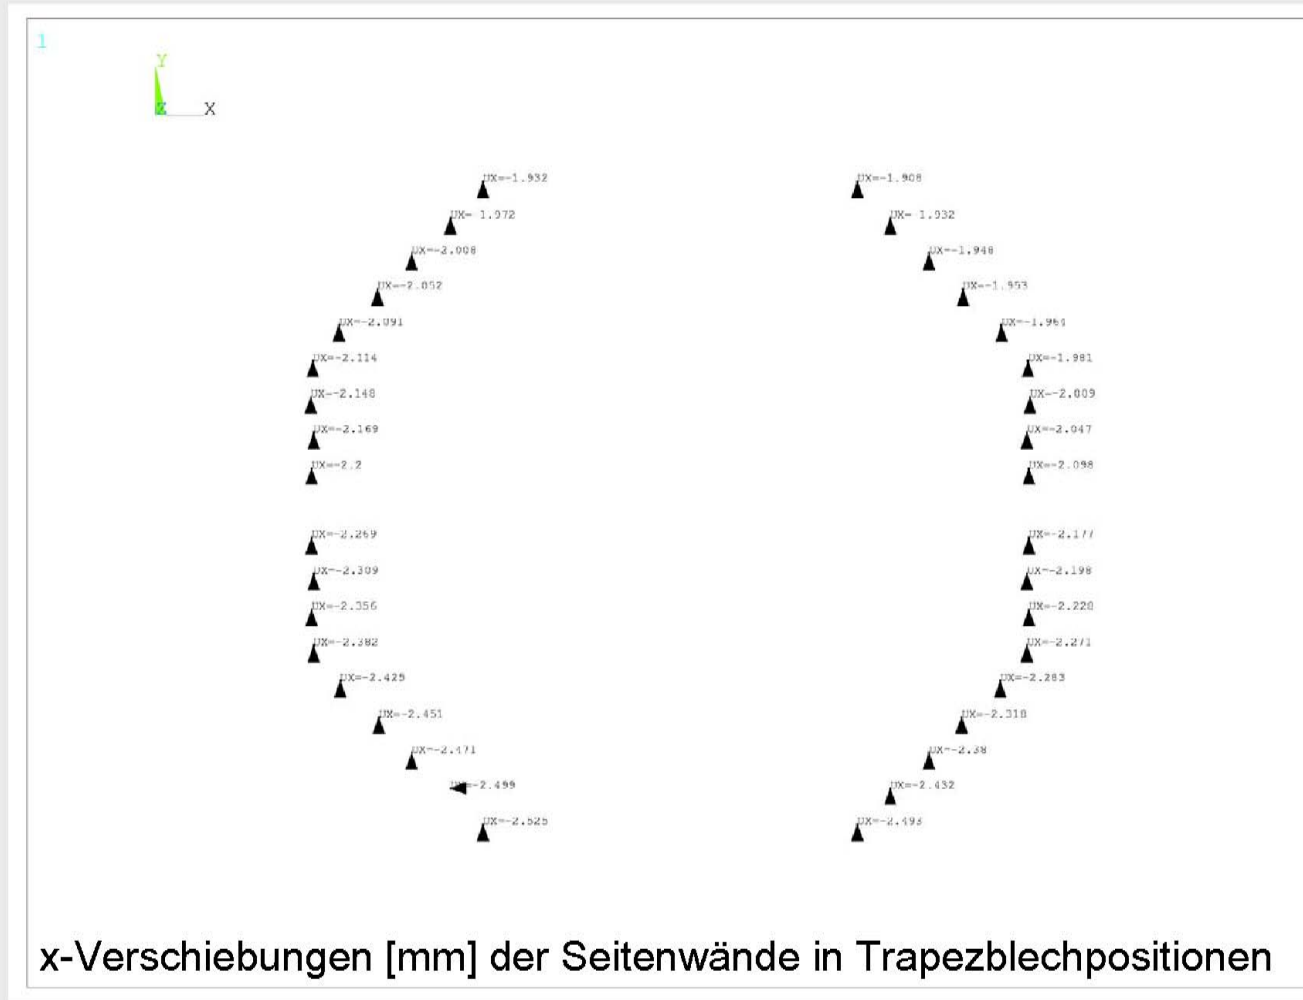 1
Y
Z X
UX=-1.932 UX=-1.908
UX= 1.972 UX= 1.932
UX=-2.008 UX=-1.948
UX=-2.052 UX=-1.953
UX=-2.091 UX=-1.964
UX=-2.114 UX=-1.981
UX=-2.148 UX=-2.009
UX=-2.169 UX=-2.047
UX=-2.2 UX=-2.098
UX=-2.269 UX=-2.177
UX=-2.309 UX=-2.198
UX=-2.356 UX=-2.228
UX=-2.382 UX=-2.271
UX=-2.429 UX=-2.283
UX=-2.451 UX=-2.318
UX=-2.471 UX=-2.38
-2.499 UX=-2.432
UX=-2.525 UX=-2.493
x-Verschiebungen [mm] der Seitenwände in Trapezblechpositionen